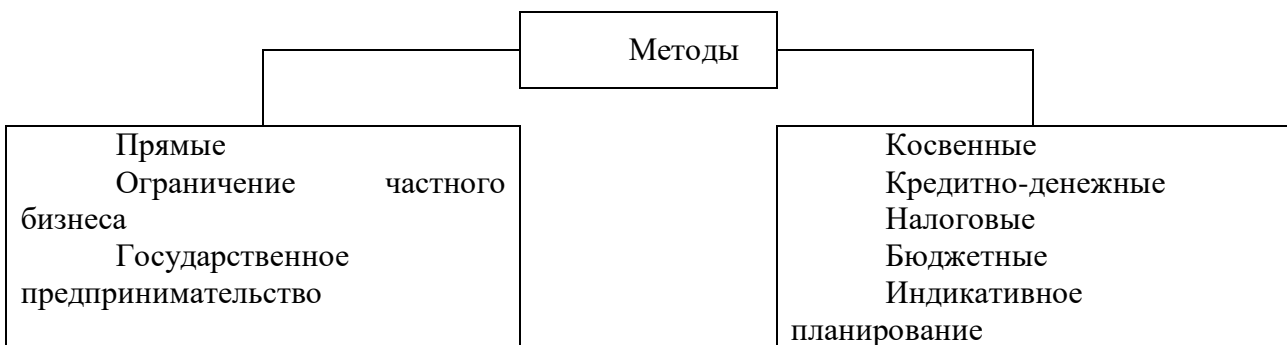 Методы
Прямые
Ограничение частного
бизнеса
Государственное
предпринимательство
Косвенные
Кредитно-денежные
Налоговые
Бюджетные
Индикативное
планирование